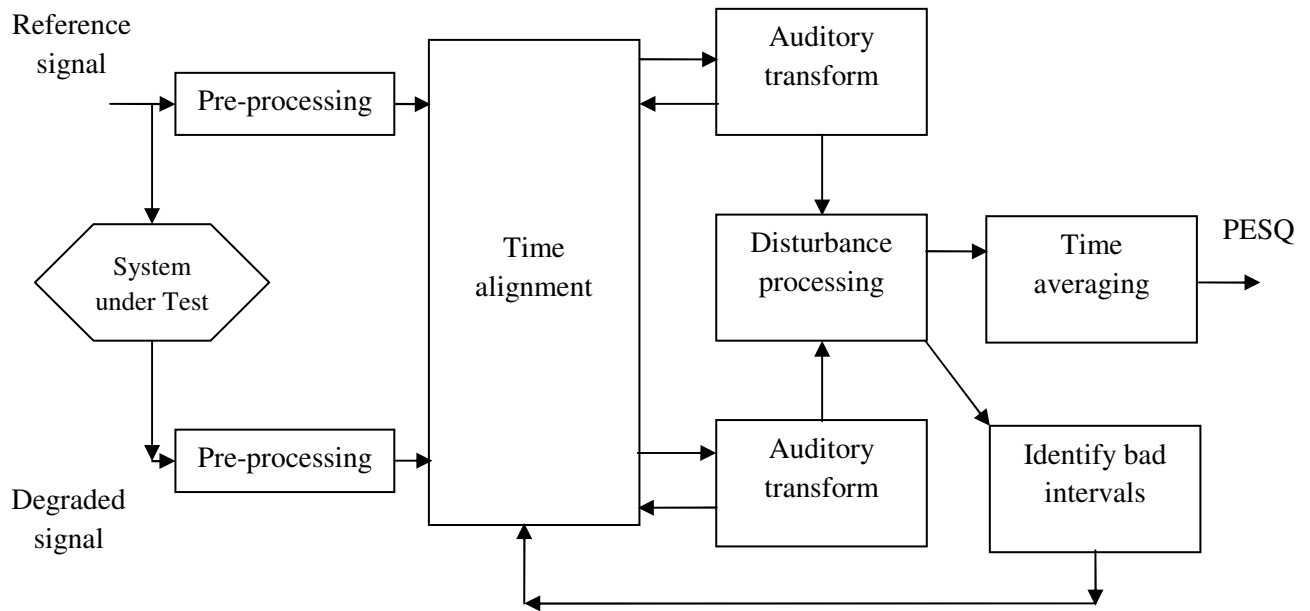 Reference
signal
Pre-processing
System
under Test
Pre-processing
Degraded
signal
Time
alignment
Auditory
transform
Disturbance
processing
Auditory
transform
Time
averaging
PESQ
Identify bad
intervals